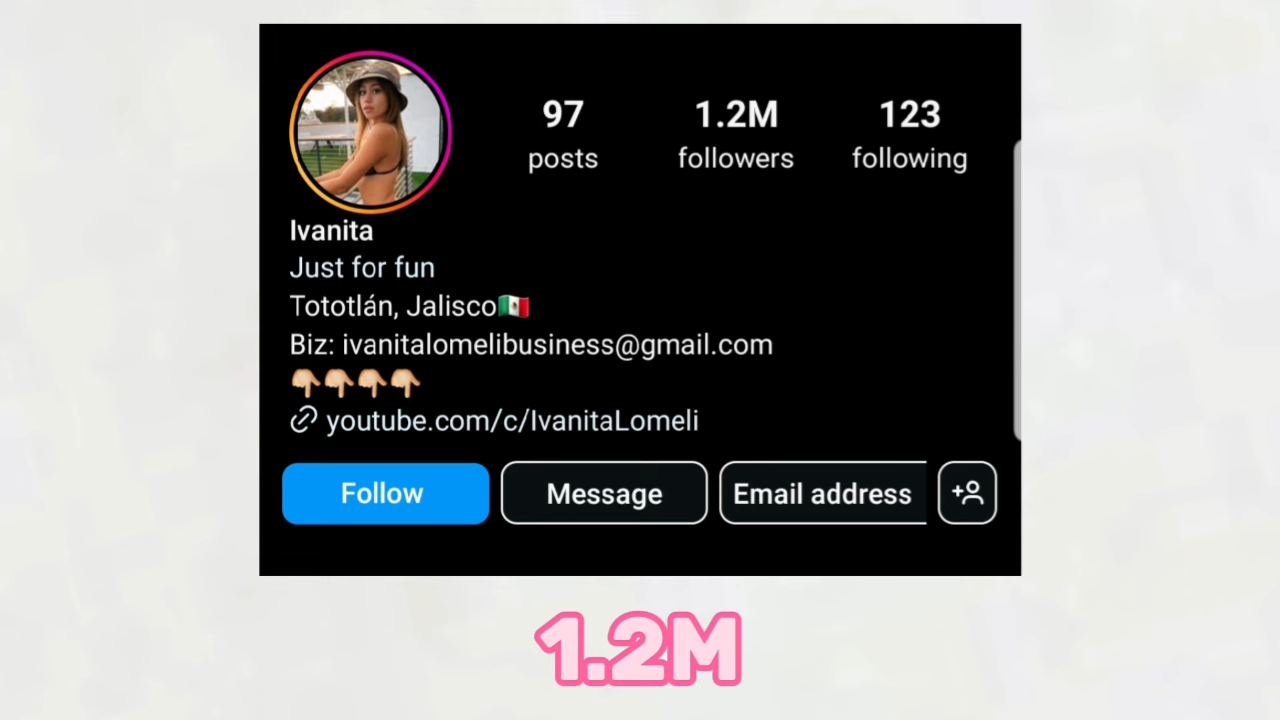 97 1.2M 123
posts followers following
Ivanita
Just for fun
Tototlán, Jalisco🇲🇽
Biz: ivanitalomelibusiness@gmail.com
👇🏼👇🏼👇🏼👇🏼
youtube.com/c/IvanitaLomeli
Follow Message Email address
1.2M